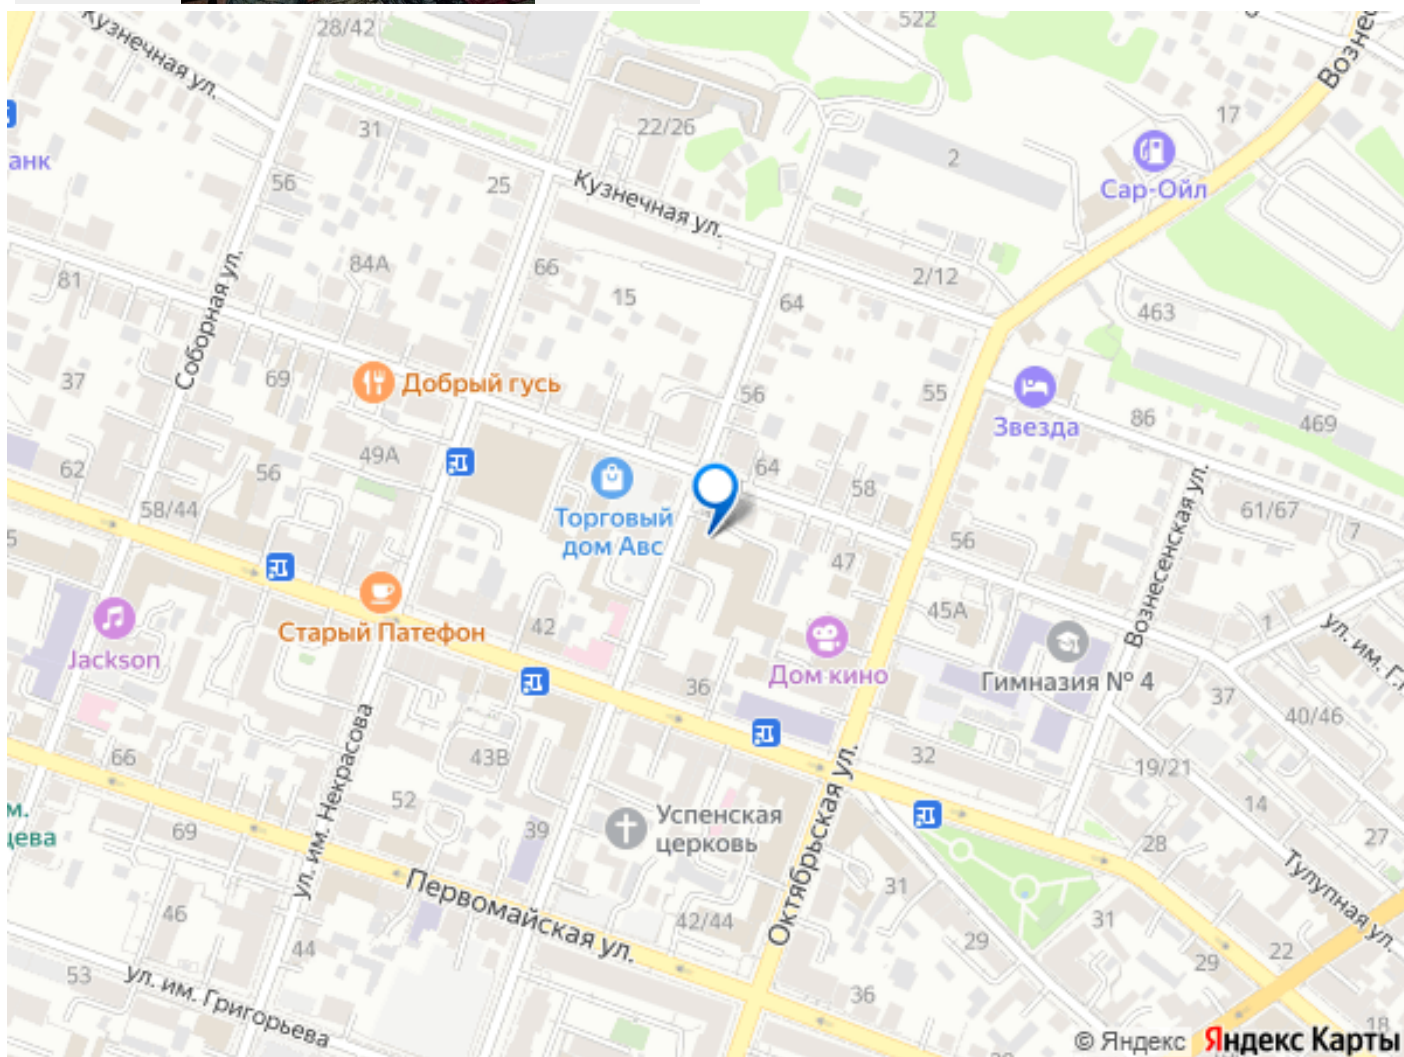 522
28/42
Кузнечная ул.
Вознес
17
31
22/26
2
анк
Сар-Ойл
56
25
Кузнечная ул.
84А
66
2/12
81
15
64
463
Соборная ул.
37
69
Добрый гусь
56
55
Звезда
86
469
62
56
49А
64
58
58/44
Торговый
дом Авс
61/67
7
5
56
47
Вознесенская ул.
45А
Старый Патефон
42
1
ул. им. Г.
Jackson
36
Дом кино
Гимназия № 4
37
40/46
66
43В
32
19/21
ул. им. Некрасова
52
Октябрьская ул.
14
м.
цева
69
39
Успенская
церковь
28
27
Тулупная ул.
Первомайская ул.
31
46
42/44
31
44
29
22
53
29
ул. им. Григорьева
36
18
© Яндекс Яндекс Карты